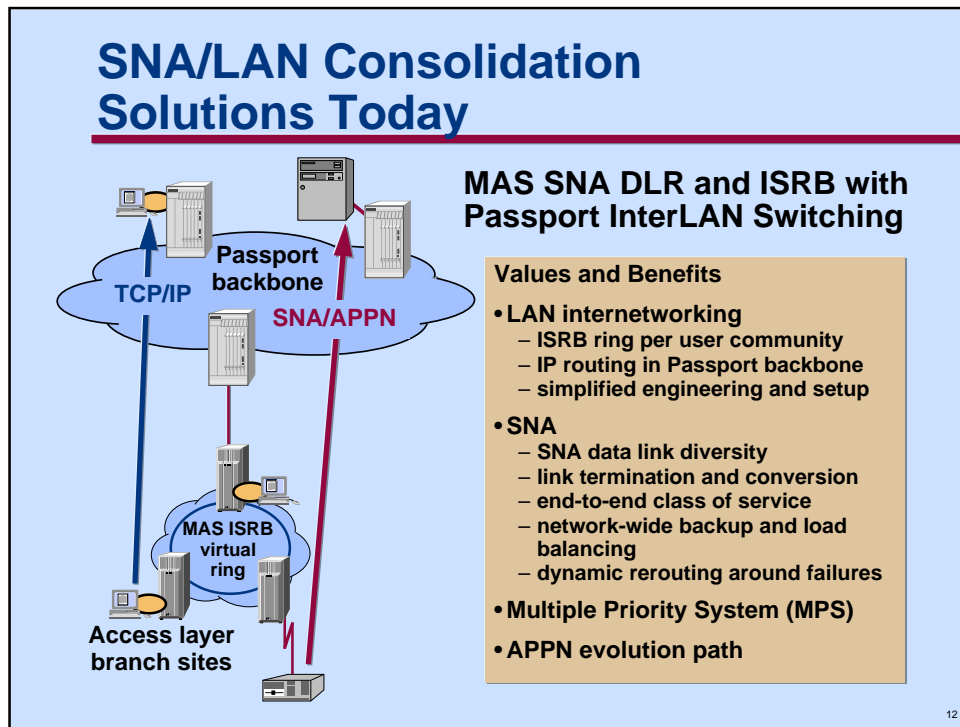 SNA/LAN Consolidation
Solutions Today
MAS SNA DLR and ISRB with
Passport InterLAN Switching
Passport
backbone
TCP/IP
SNA/APPN
MAS ISRB
virtual
ring
Access layer
branch sites
Values and Benefits
• LAN internetworking
– ISRB ring per user community
– IP routing in Passport backbone
– simplified engineering and setup
• SNA
– SNA data link diversity
– link termination and conversion
– end-to-end class of service
– network-wide backup and load
balancing
– dynamic rerouting around failures
• Multiple Priority System (MPS)
• APPN evolution path
12